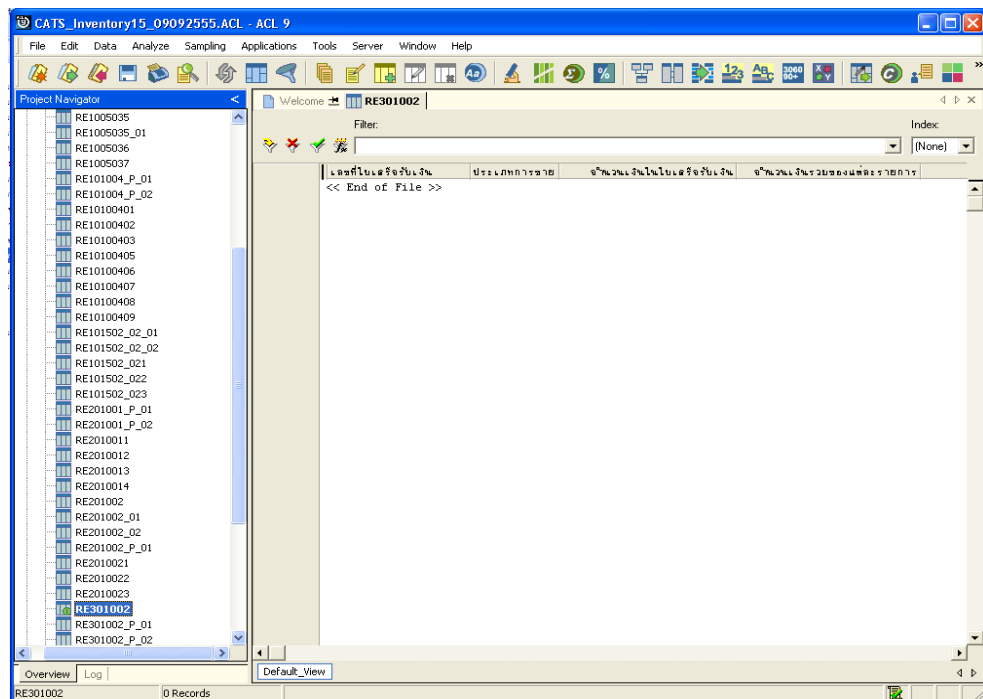 CATS_Inventory15_09092555.ACL - ACL 9
File Edit Data Analyze Sampling Applications Tools Server Window Help
Project Navigator <
Welcome RE301002
Filter:
Index:
(None)
RE1005035
RE1005035_01
RE1005036
RE1005037
RE101004_P_01
RE101004_P_02
RE10100401
RE10100402
RE10100403
RE10100405
RE10100406
RE10100407
RE10100408
RE10100409
RE101502_02_01
RE101502_02_02
RE101502_021
RE101502_022
RE101502_023
RE201001_P_01
RE201001_P_02
RE2010011
RE2010012
RE2010013
RE2010014
RE201002
RE201002_01
RE201002_02
RE201002_P_01
RE2010021
RE2010022
RE2010023
RE301002
RE301002_P_01
RE301002_P_02
เลขที่ใบเสร็จรับเงิน ประเภทการขาย จำนวนเงินในใบเสร็จรับเงิน จำนวนเงินรวมของแต่ละรายการ
<< End of File >>
Overview Log
Default_View
RE301002 0 Records